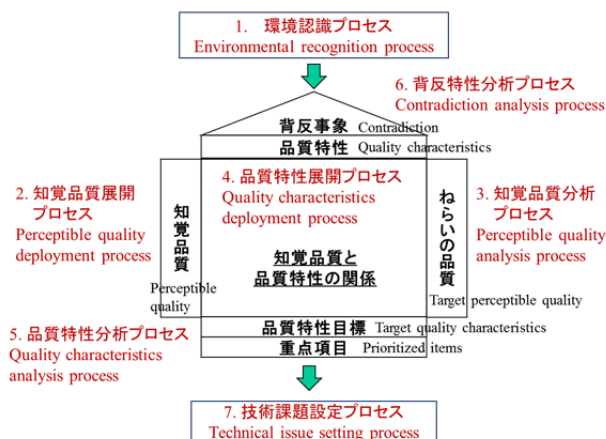 1. 環境認識プロセス
Environmental recognition process
6. 背反特性分析プロセス
Contradiction analysis process
背反事象 Contradiction
品質特性 Quality characteristics
2. 知覚品質展開
プロセス
Perceptible quality
deployment process
知覚品質
Perceptible
quality
4. 品質特性展開プロセス
Quality characteristics
deployment process
知覚品質と
品質特性の関係
ねらいの品質
Target perceptible quality
3. 知覚品質分析
プロセス
Perceptible quality
analysis process
5. 品質特性分析プロセス
Quality characteristics
analysis process
品質特性目標 Target quality characteristics
重点項目 Prioritized items
7. 技術課題設定プロセス
Technical issue setting process